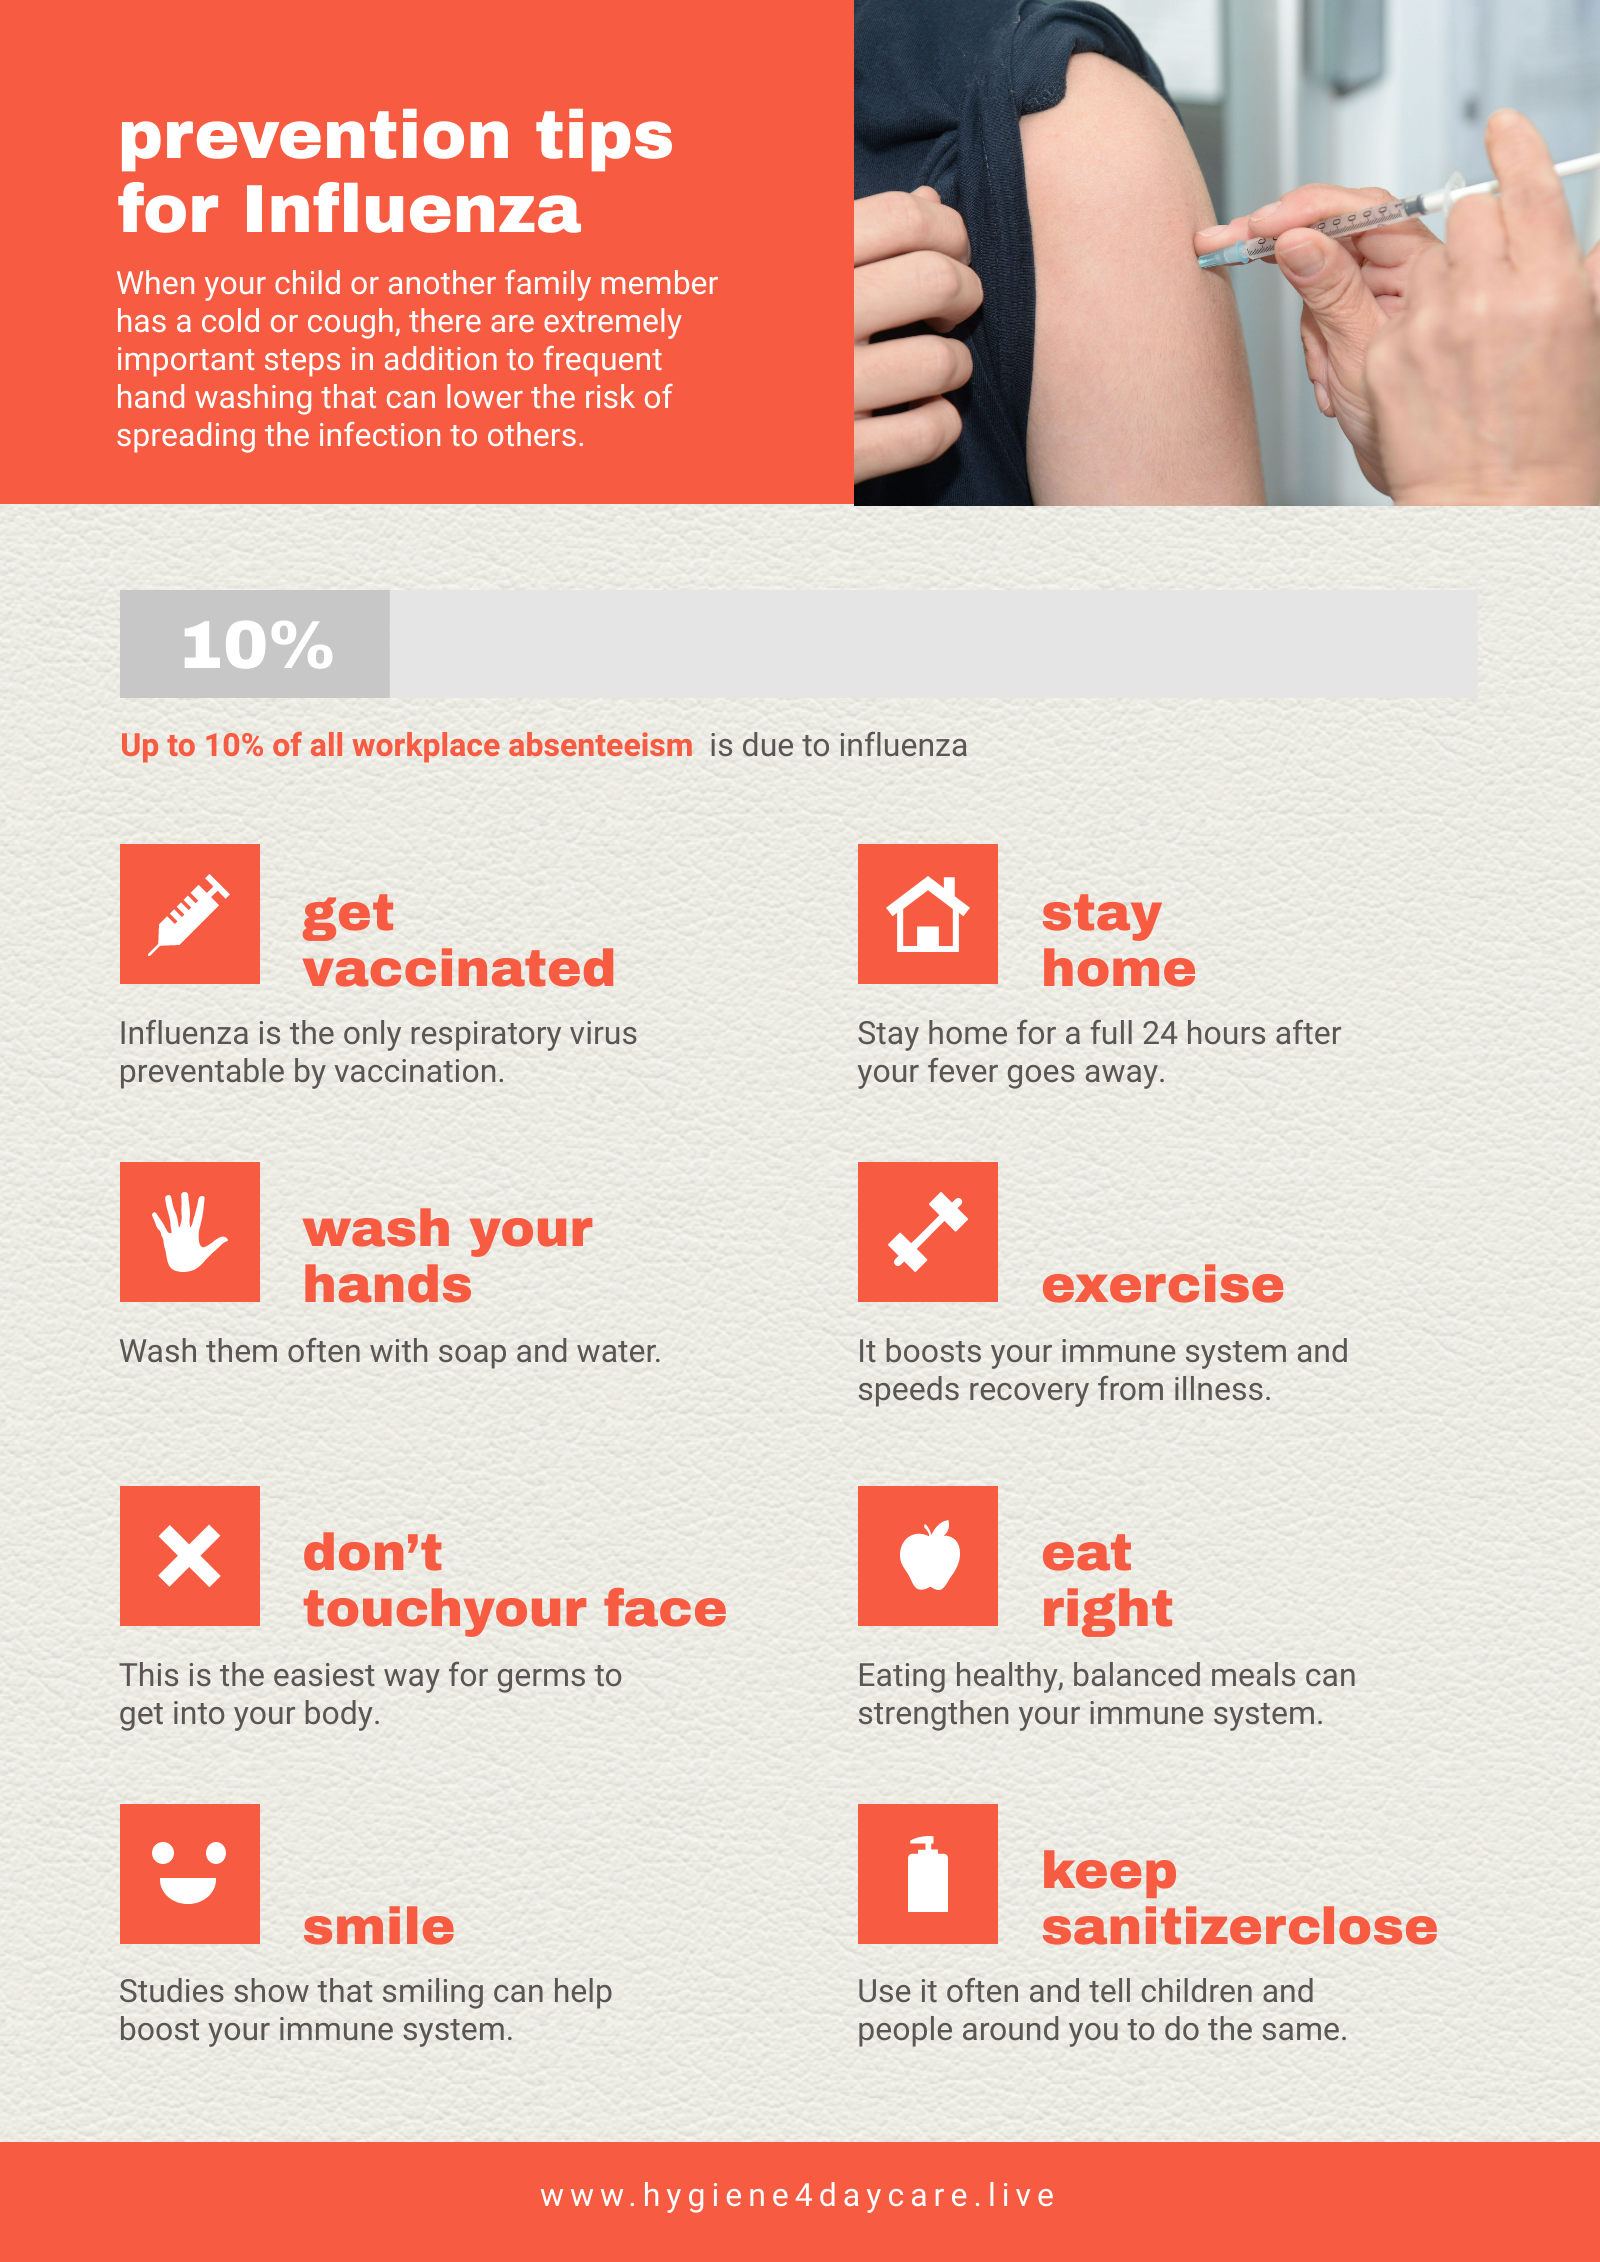 prevention tips
for Influenza
When your child or another family member
has a cold or cough, there are extremely
important steps in addition to frequent
hand washing that can lower the risk of
spreading the infection to others.
10%
Up to 10% of all workplace absenteeism is due to influenza
get
vaccinated
Influenza is the only respiratory virus
preventable by vaccination.
stay
home
Stay home for a full 24 hours after
your fever goes away.
wash your
hands
Wash them often with soap and water.
exercise
It boosts your immune system and
speeds recovery from illness.
don’t
touchyour face
This is the easiest way for germs to
get into your body.
eat
right
Eating healthy, balanced meals can
strengthen your immune system.
smile
Studies show that smiling can help
boost your immune system.
keep
sanitizerclose
Use it often and tell children and
people around you to do the same.
www.hygiene4daycare.live